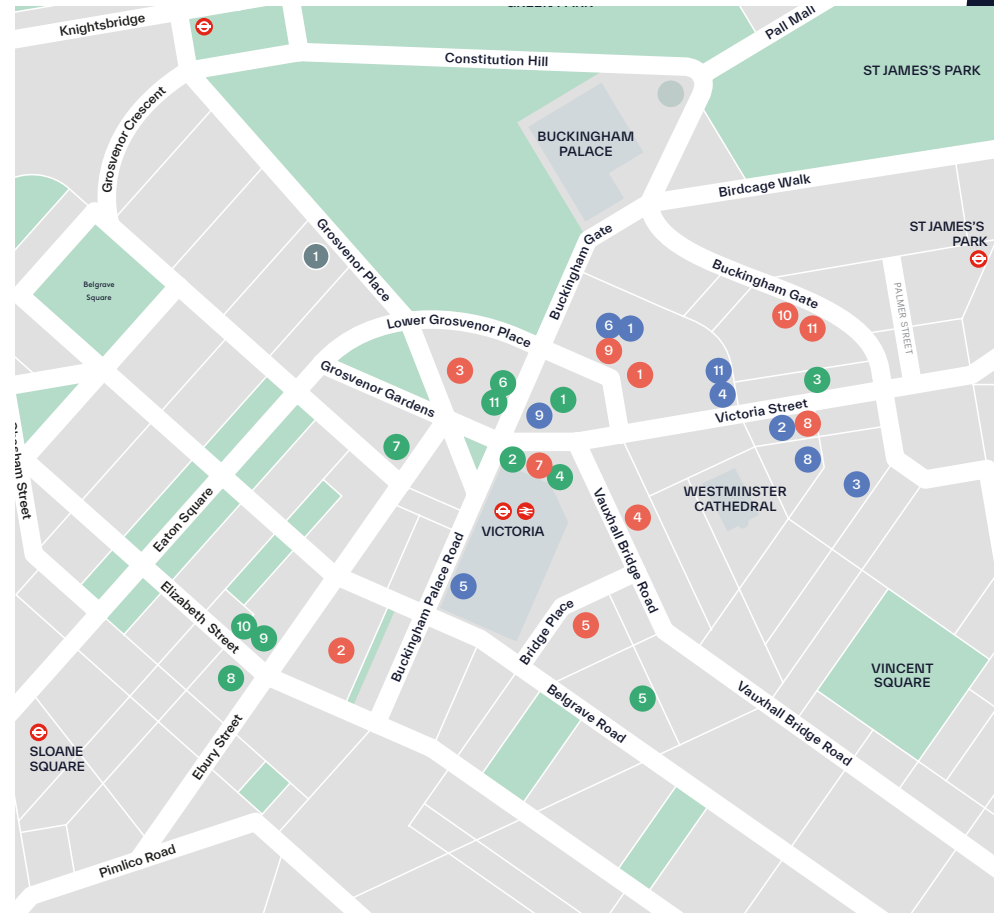 Knightsbridge
Pall Mall
Constitution Hill
ST JAMES'S PARK
Grosvenor Crescent
BUCKINGHAM
PALACE
Birdcage Walk
ST JAMES'S
PARK
Grosvenor Place
1
Buckingham Gate
Buckingham Gate
PALMER STREET
Belgrave
Square
Lower Grosvenor Place
6
1
10
11
9
3
Grosvenor Gardens
6
11
1
1
11
4
3
9
Victoria Street
2
8
7
2
7
4
8
3
WESTMINSTER
CATHEDRAL
Eaton Square
VICTORIA
Vauxhall Bridge Road
4
Buckingham Palace Road
5
Elizabeth Street
10
9
8
2
Bridge Place
5
5
VINCENT
SQUARE
Belgrave Road
Vauxhall Bridge Road
SLOANE
SQUARE
Ebury Street
Pimlico Road